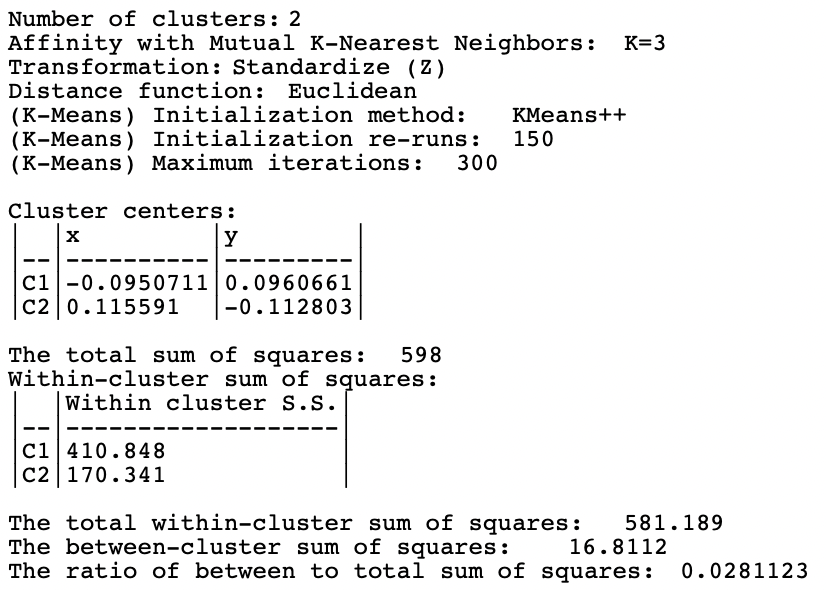 Number of clusters: 2
Affinity with Mutual K-Nearest Neighbors:  K=3
Transformation: Standardize (Z)
Distance function:  Euclidean
(K-Means) Initialization method:   KMeans++
(K-Means) Initialization re-runs:  150
(K-Means) Maximum iterations:  300

Cluster centers:
|  |x         |y        |
|--|----------|---------|
|C1|-0.0950711|0.0960661|
|C2|0.115591  |-0.112803|

The total sum of squares:  598
Within-cluster sum of squares:
|  |Within cluster S.S.|
|--|-------------------|
|C1|410.848            |
|C2|170.341            |

The total within-cluster sum of squares:   581.189
The between-cluster sum of squares:    16.8112
The ratio of between to total sum of squares:  0.0281123